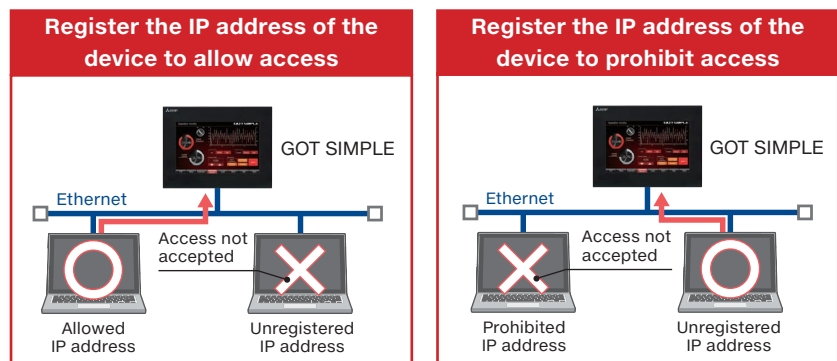 Register the IP address of the
device to allow access
GOT SIMPLE
Ethernet
Access not
accepted
Allowed
IP address
Unregistered
IP address
Register the IP address of the
device to prohibit access
GOT SIMPLE
Ethernet
Access not
accepted
Prohibited
IP address
Unregistered
IP address